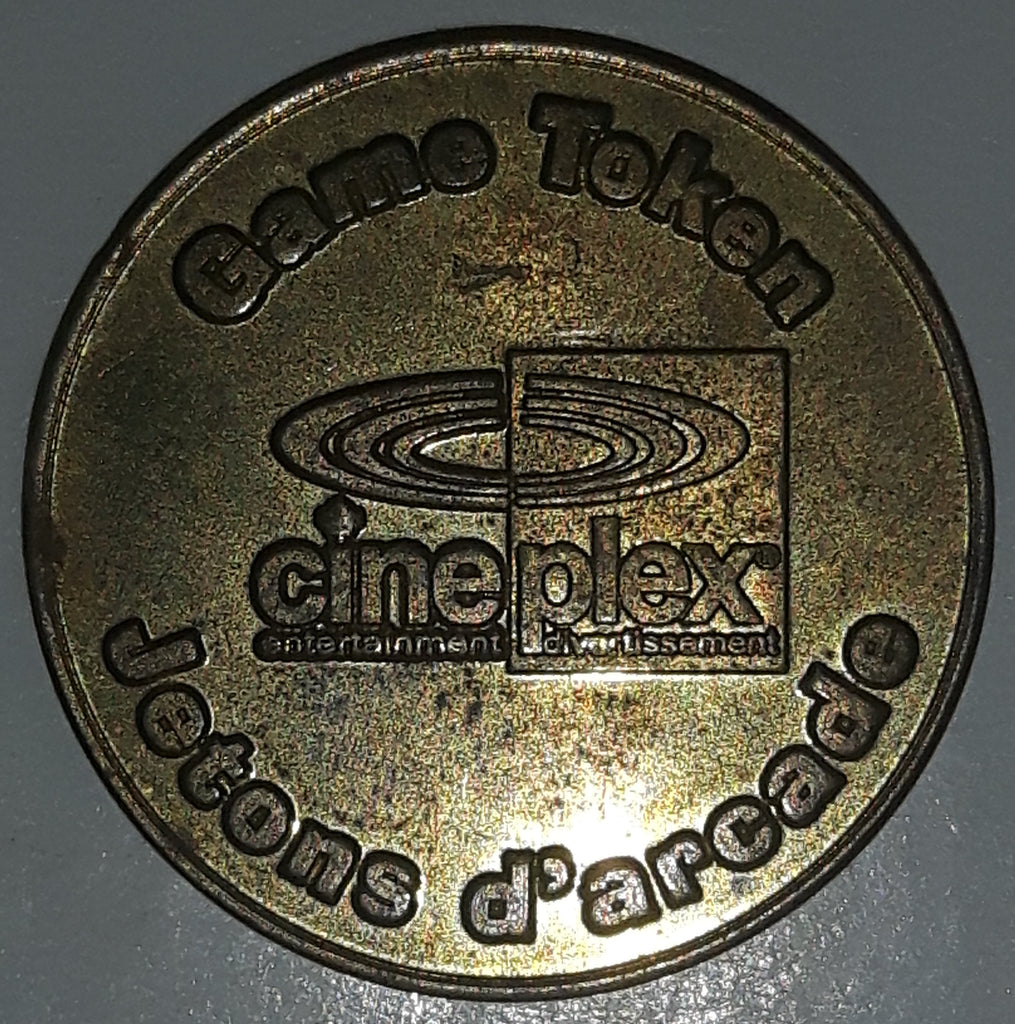 Game Token
cineplex®
entertainment divertissement
Jetons d'arcade